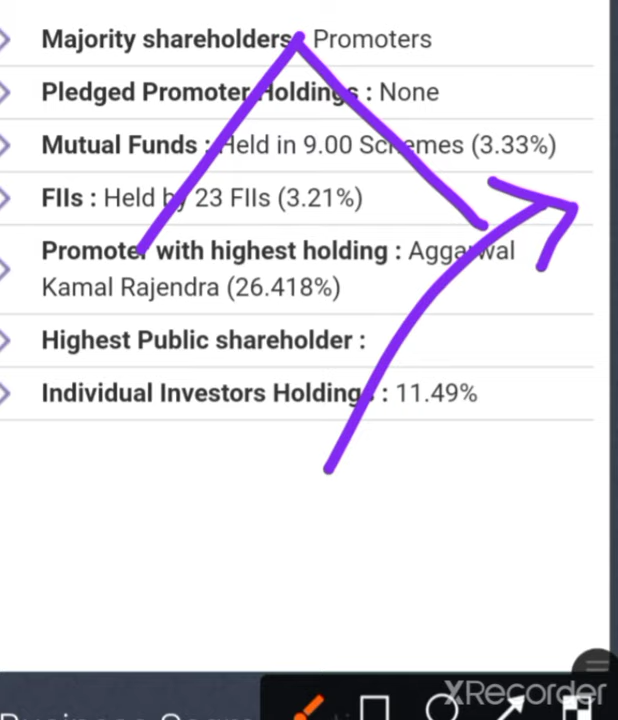 Majority shareholders : Promoters
Pledged Promoter Holdings : None
Mutual Funds : Held in 9.00 Schemes (3.33%)
FIIs : Held by 23 FIIs (3.21%)
Promoter with highest holding : Aggarwal
Kamal Rajendra (26.418%)
Highest Public shareholder :
Individual Investors Holdings : 11.49%
XRecorder